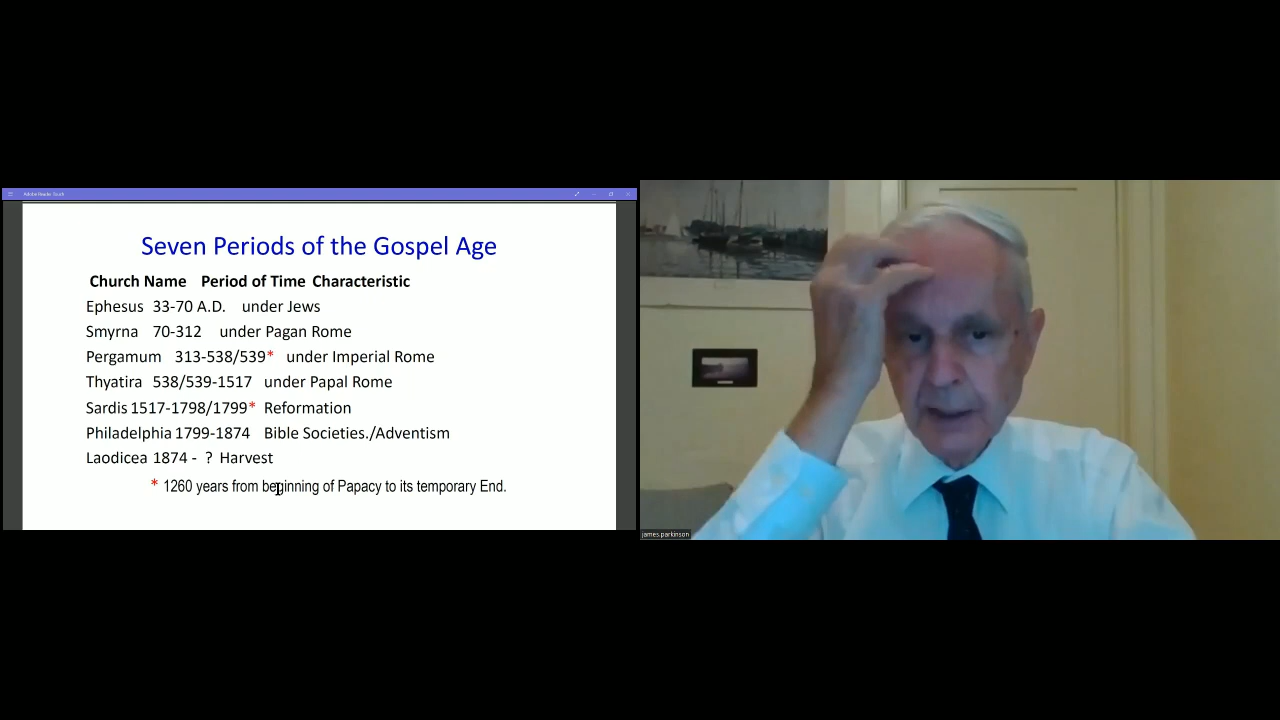 Adobe Reader Touch
Seven Periods of the Gospel Age
Church Name Period of Time Characteristic
Ephesus 33-70 A.D. under Jews
Smyrna 70-312 under Pagan Rome
Pergamum 313-538/539* under Imperial Rome
Thyatira 538/539-1517 under Papal Rome
Sardis 1517-1798/1799* Reformation
Philadelphia 1799-1874 Bible Societies./Adventism
Laodicea 1874 - ? Harvest
* 1260 years from beginning of Papacy to its temporary End.
james parkinson